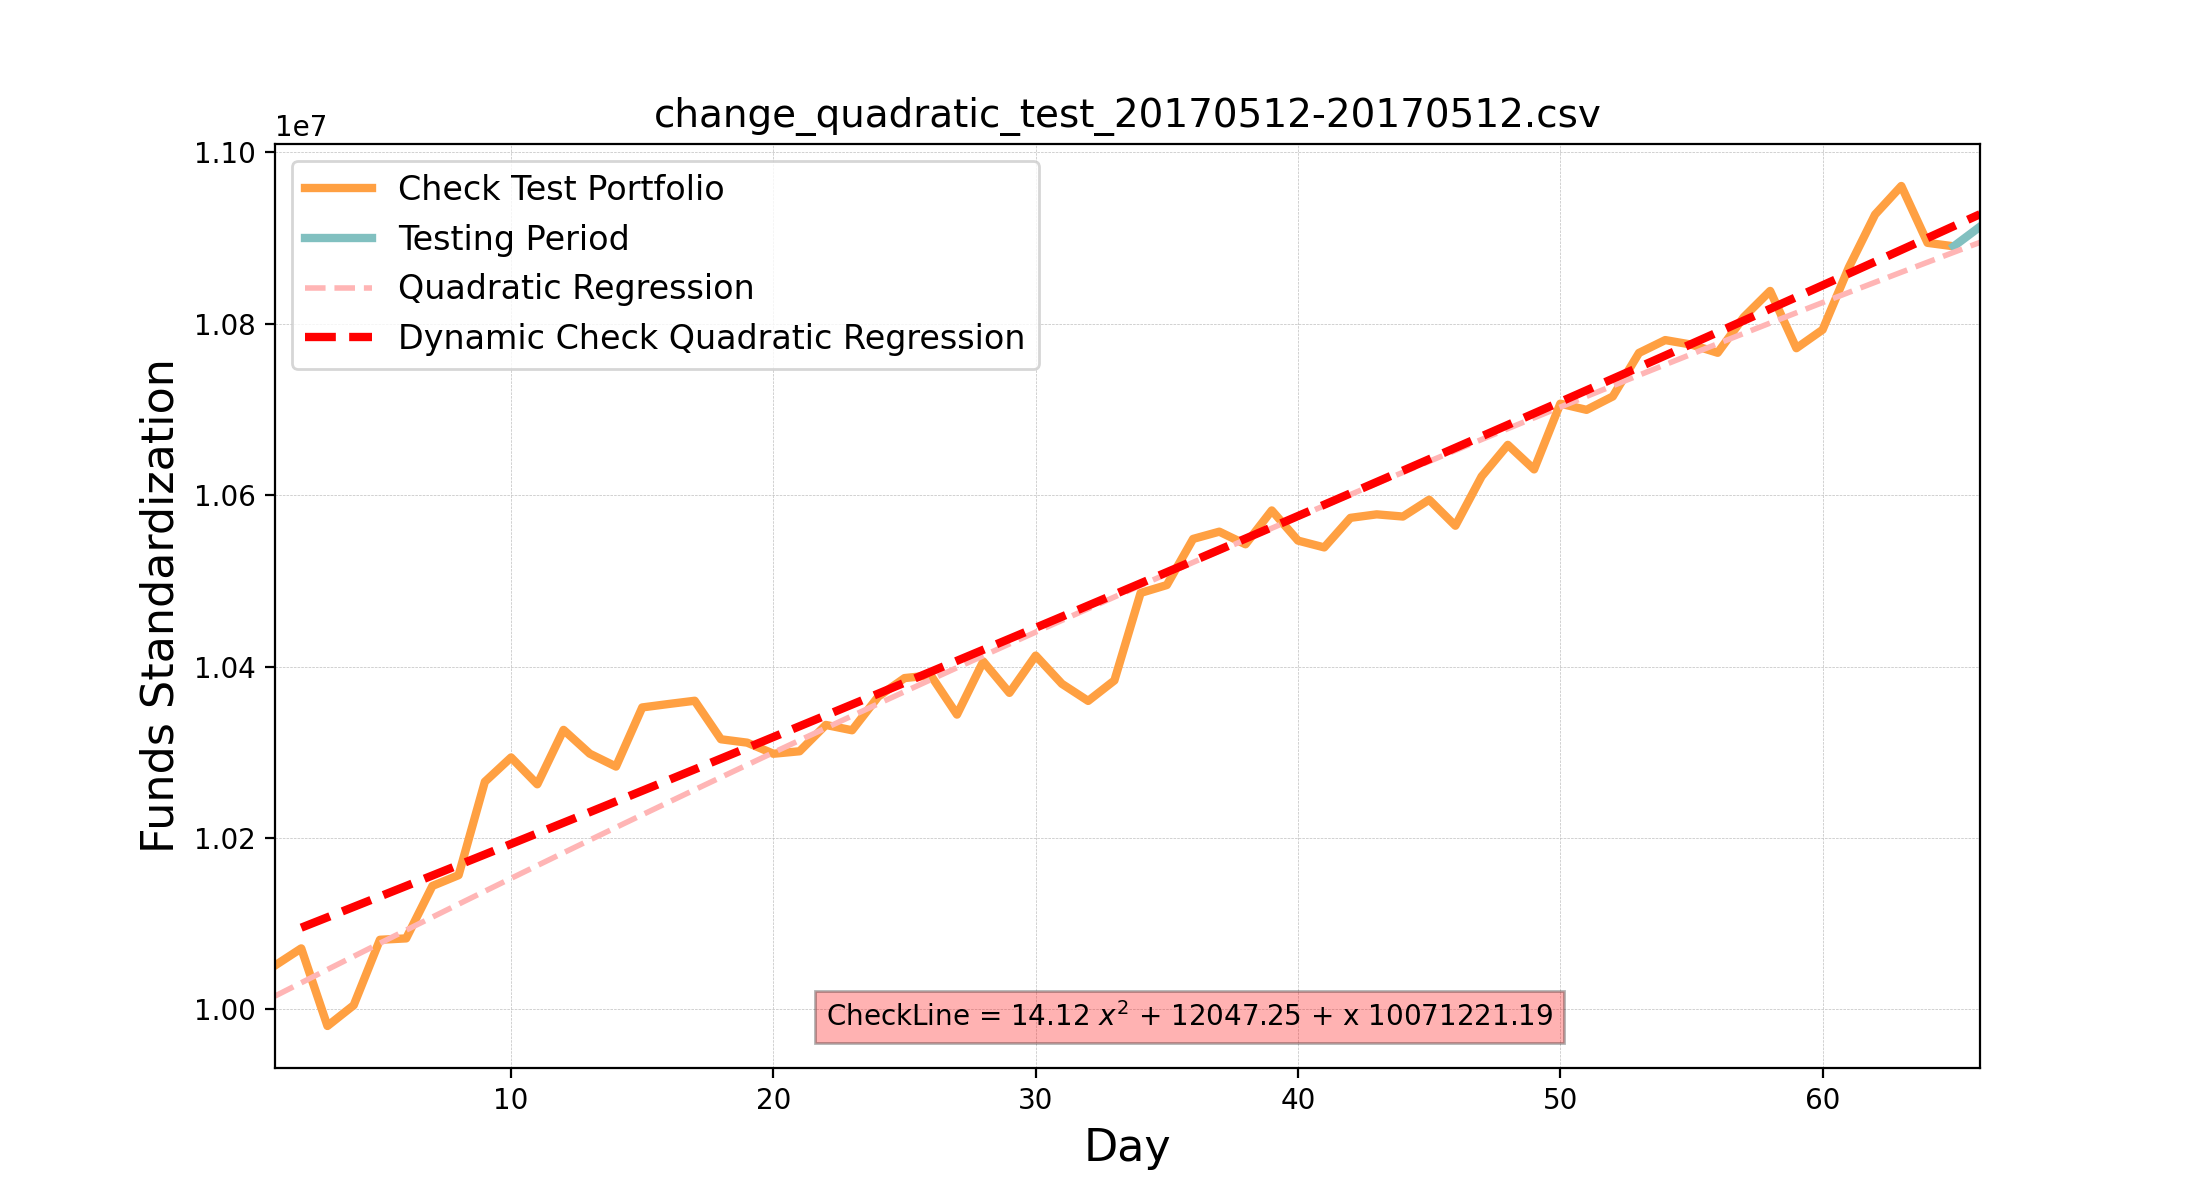 change_quadratic_test_20170512-20170512.csv
1e7
1.10
1.08
1.06
1.04
1.02
1.00
Funds Standardization
Check Test Portfolio
Testing Period
Quadratic Regression
Dynamic Check Quadratic Regression
CheckLine = 14.12 x² + 12047.25 + x 10071221.19
10 20 30 40 50 60
Day